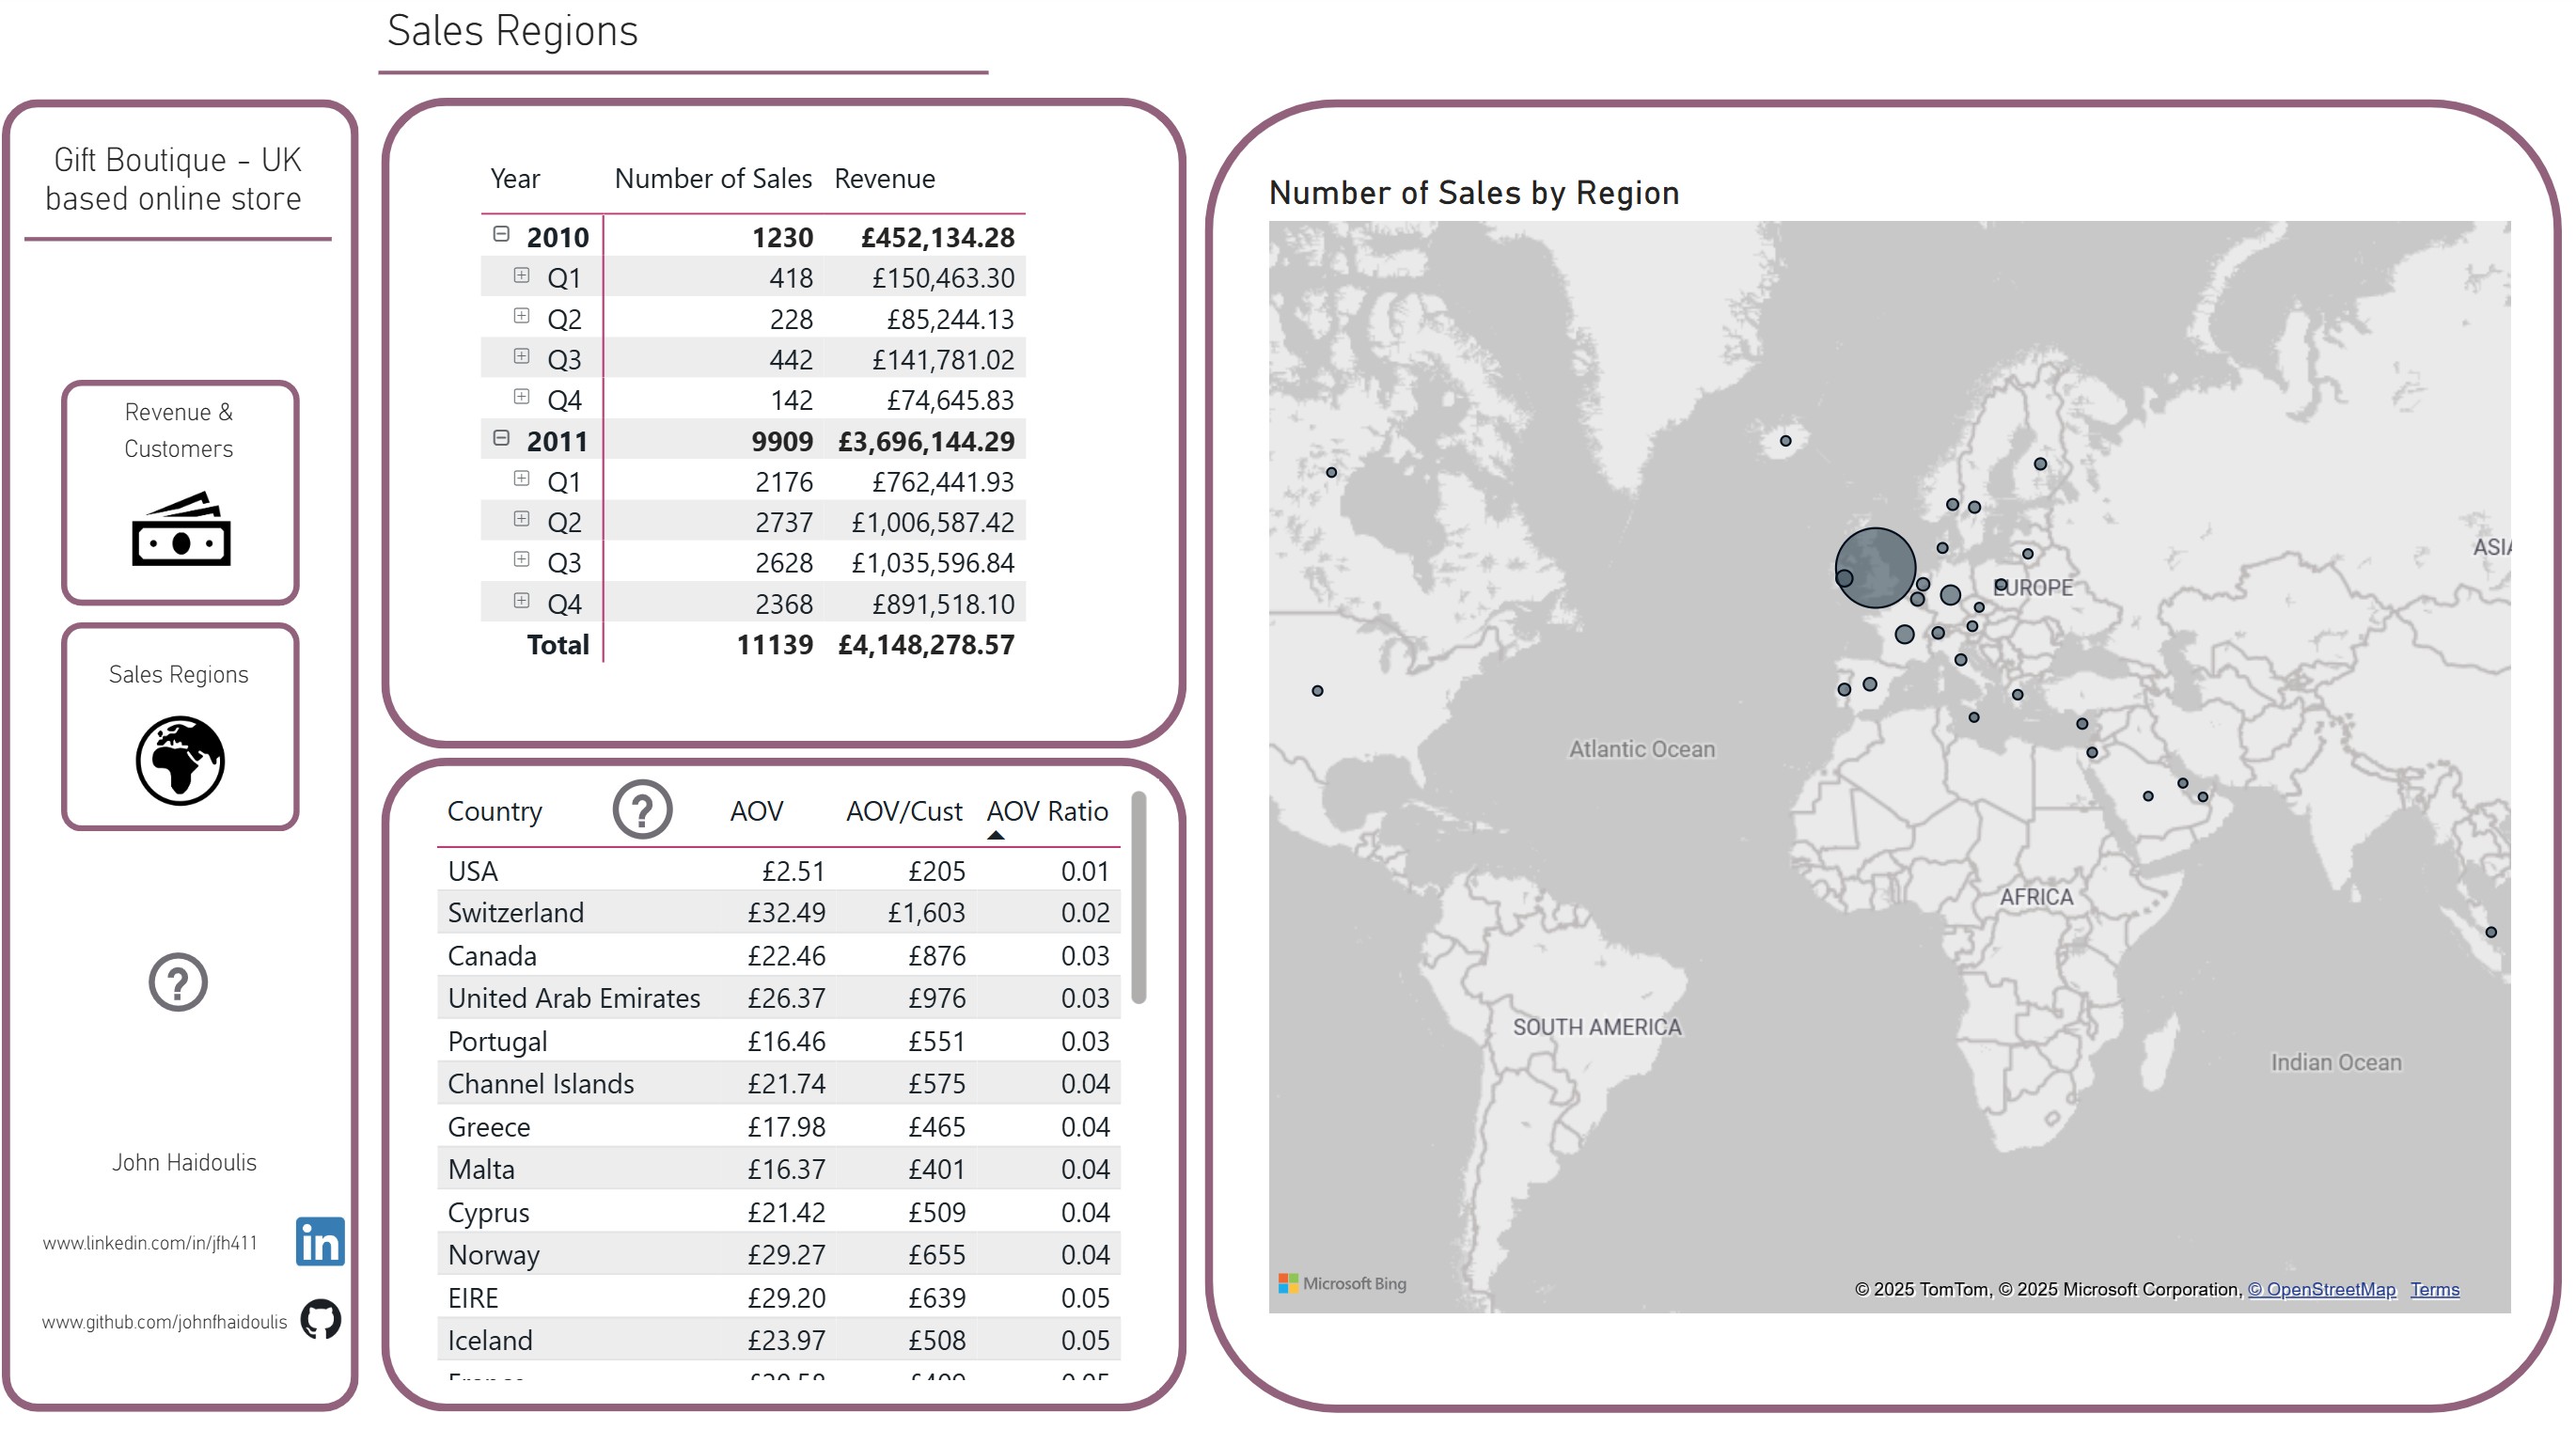 Sales Regions
Gift Boutique - UK
based online store
Revenue &
Customers
Sales Regions
?
John Haidoulis
www.linkedin.com/in/jfh411
in
www.github.com/johnfhaidoulis
Year Number of Sales Revenue
2010 1230 £452,134.28
Q1 418 £150,463.30
Q2 228 £85,244.13
Q3 442 £141,781.02
Q4 142 £74,645.83
2011 9909 £3,696,144.29
Q1 2176 £762,441.93
Q2 2737 £1,006,587.42
Q3 2628 £1,035,596.84
Q4 2368 £891,518.10
Total 11139 £4,148,278.57
Country ? AOV AOV/Cust AOV Ratio
USA £2.51 £205 0.01
Switzerland £32.49 £1,603 0.02
Canada £22.46 £876 0.03
United Arab Emirates £26.37 £976 0.03
Portugal £16.46 £551 0.03
Channel Islands £21.74 £575 0.04
Greece £17.98 £465 0.04
Malta £16.37 £401 0.04
Cyprus £21.42 £509 0.04
Norway £29.27 £655 0.04
EIRE £29.20 £639 0.05
Iceland £23.97 £508 0.05
Number of Sales by Region
ASIA
EUROPE
Atlantic Ocean
AFRICA
SOUTH AMERICA
Indian Ocean
Microsoft Bing
© 2025 TomTom, © 2025 Microsoft Corporation, © OpenStreetMap Terms